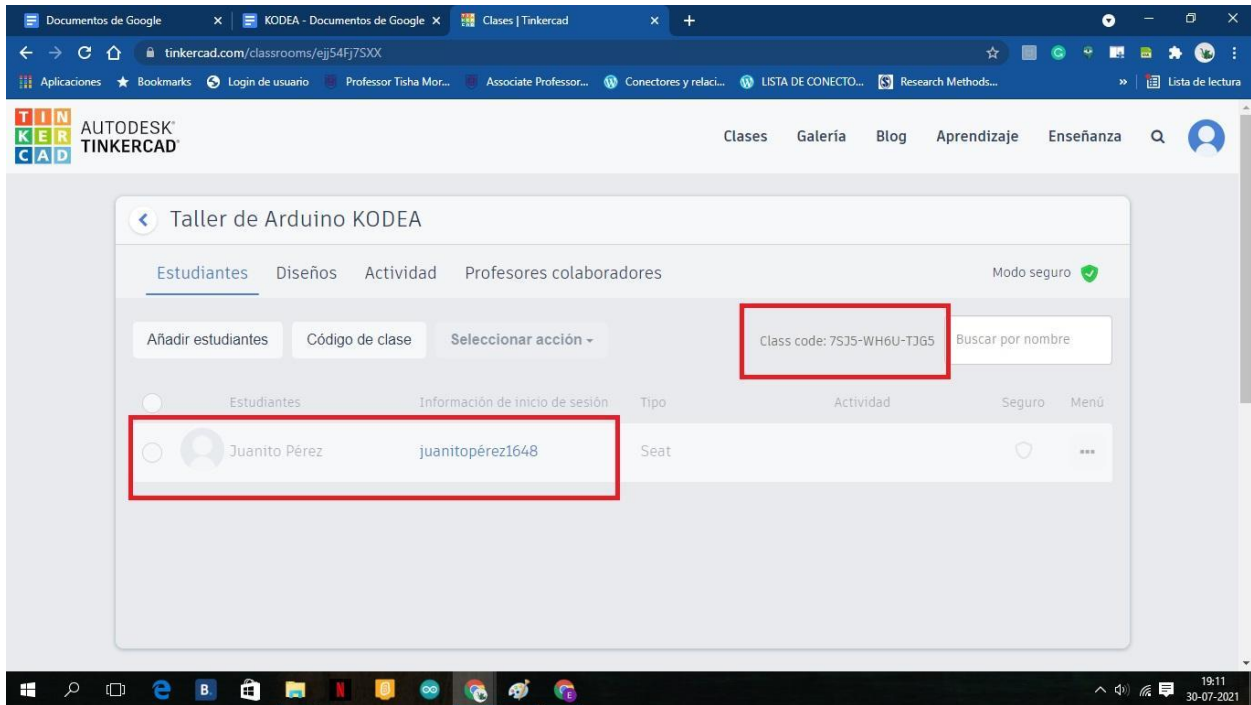 Documentos de Google
KODEA - Documentos de Google
Clases | Tinkercad
tinkercad.com/classrooms/ejj54Fj7SXX
Aplicaciones Bookmarks Login de usuario Professor Tisha Mor... Associate Professor... Conectores y relaci... LISTA DE CONECTO... Research Methods... » Lista de lectura
TINKERCAD
AUTODESK®
TINKERCAD®
Clases Galería Blog Aprendizaje Enseñanza
Taller de Arduino KODEA
Estudiantes Diseños Actividad Profesores colaboradores Modo seguro
Añadir estudiantes Código de clase Seleccionar acción Class code: 7SJ5-WH6U-TJG5 Buscar por nombre
Estudiantes Información de inicio de sesión Tipo Actividad Seguro Menú
Juanito Pérez juanitopérez1648 Seat
19:11
30-07-2021